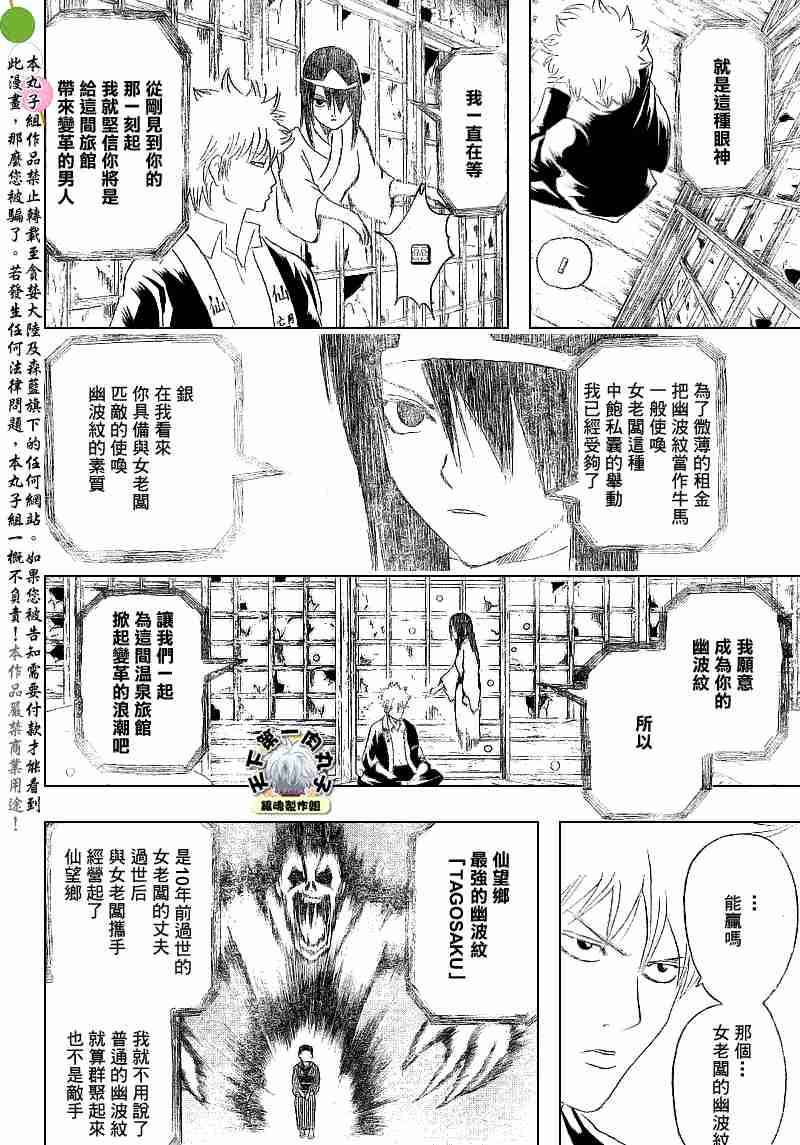 就是這種眼神
我一直在等
從剛見到你的
那一刻起
我就堅信你將是
給這間旅館
帶來變革的男人
仙
仙
為了微薄的租金
把幽波紋當作牛馬
一般使喚
女老闆這種
中飽私囊的舉動
我已經受夠了
銀
在我看來
你具備與女老闆
匹敵的使喚
幽波紋的素質
我願意
成為你的
幽波紋
所以
讓我們一起
為這間溫泉旅館
掀起變革的浪潮吧
…
能贏嗎
那個…
女老闆的幽波紋
仙望鄉
最強的幽波紋
「TAGOSAKU」
是10年前過世的
女老闆的丈夫
過世后
與女老闆攜手
經營起了
仙望鄉
我就不用說了
普通的幽波紋
就算群聚起來
也不是敵手
本丸子組作品禁止轉載至貪婪大陸及森藍旗下的任何網站。如果您被告知需要付款才能看到
此漫畫，那麼您被騙了。若發生任何法律問題，本丸子組一概不負責！本作品嚴禁商業用途！
天下第一肉丸子
銀魂製作組